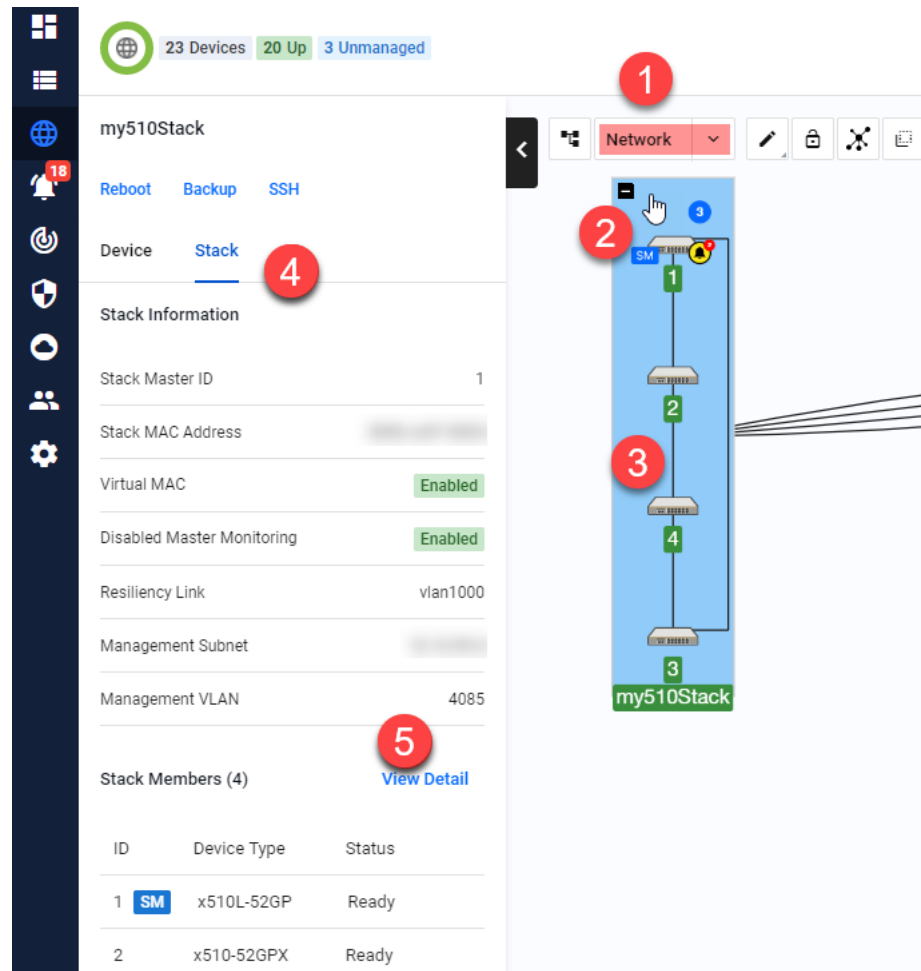 23 Devices 20 Up 3 Unmanaged
1
my510Stack
Network
18
Reboot Backup SSH
3
2
SM
Device Stack
4
1
Stack Information
Stack Master ID 1
Stack MAC Address
2
Virtual MAC Enabled
3
Disabled Master Monitoring Enabled
4
Resiliency Link vlan1000
Management Subnet
3
Management VLAN 4085
my510Stack
5
Stack Members (4) View Detail
ID Device Type Status
1 SM x510L-52GP Ready
2 x510-52GPX Ready